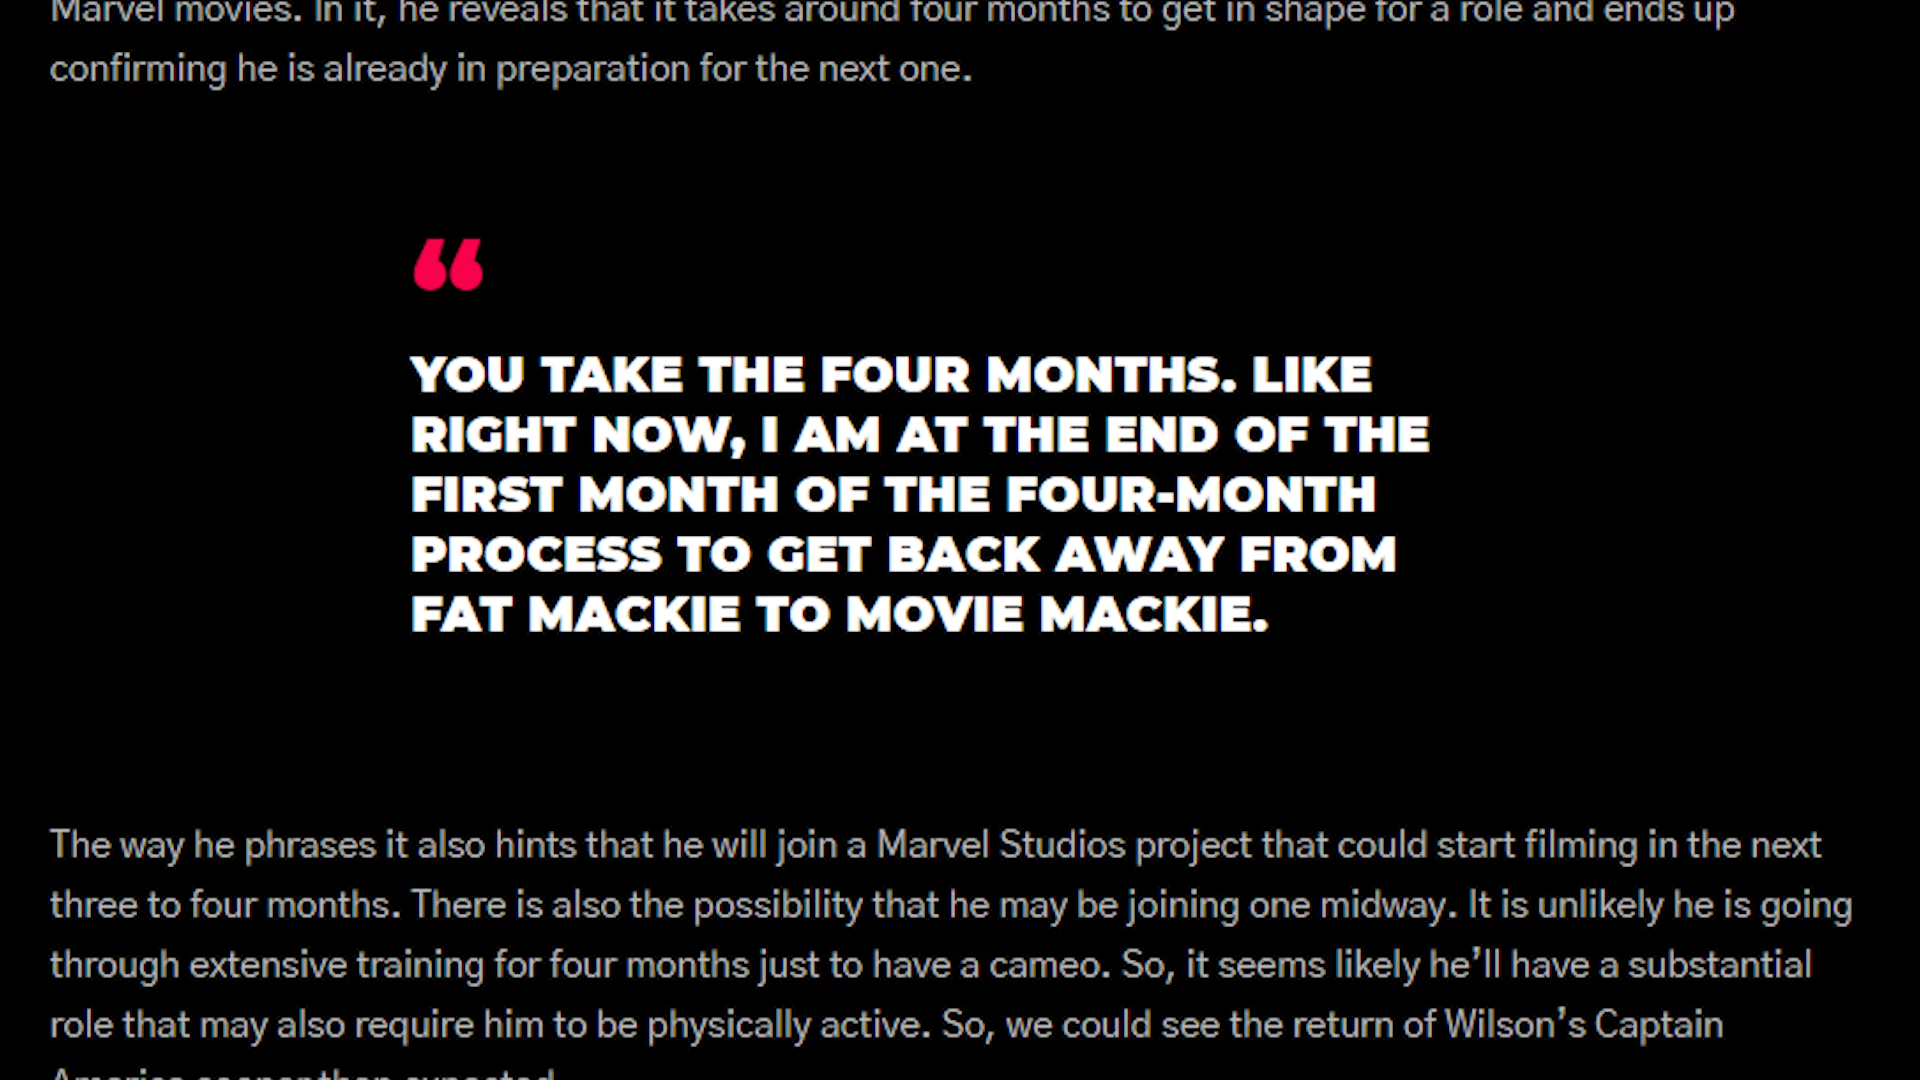 Marvel movies. In it, he reveals that it takes around four months to get in shape for a role and ends up
confirming he is already in preparation for the next one.
“
YOU TAKE THE FOUR MONTHS. LIKE
RIGHT NOW, I AM AT THE END OF THE
FIRST MONTH OF THE FOUR-MONTH
PROCESS TO GET BACK AWAY FROM
FAT MACKIE TO MOVIE MACKIE.
The way he phrases it also hints that he will join a Marvel Studios project that could start filming in the next
three to four months. There is also the possibility that he may be joining one midway. It is unlikely he is going
through extensive training for four months just to have a cameo. So, it seems likely he’ll have a substantial
role that may also require him to be physically active. So, we could see the return of Wilson’s Captain
America sooner than expected.